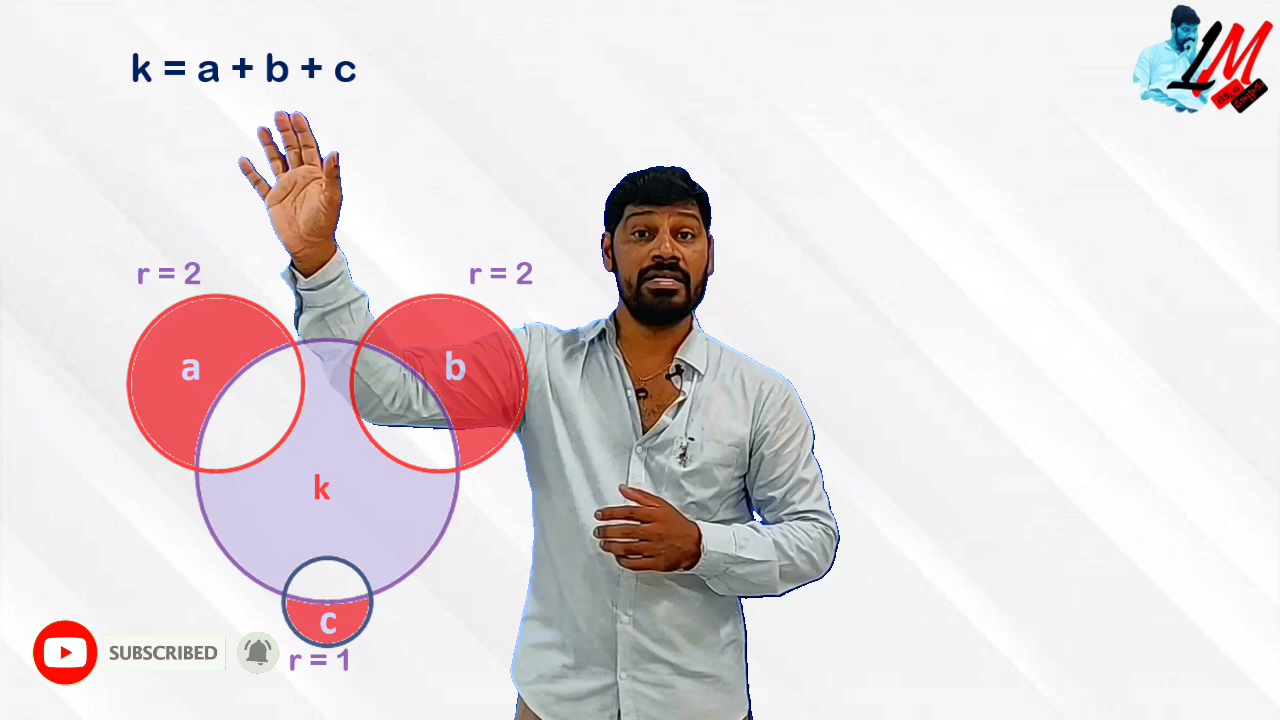 k = a + b + c
LM
r = 2
r = 2
a
b
k
c
SUBSCRIBED
r = 1